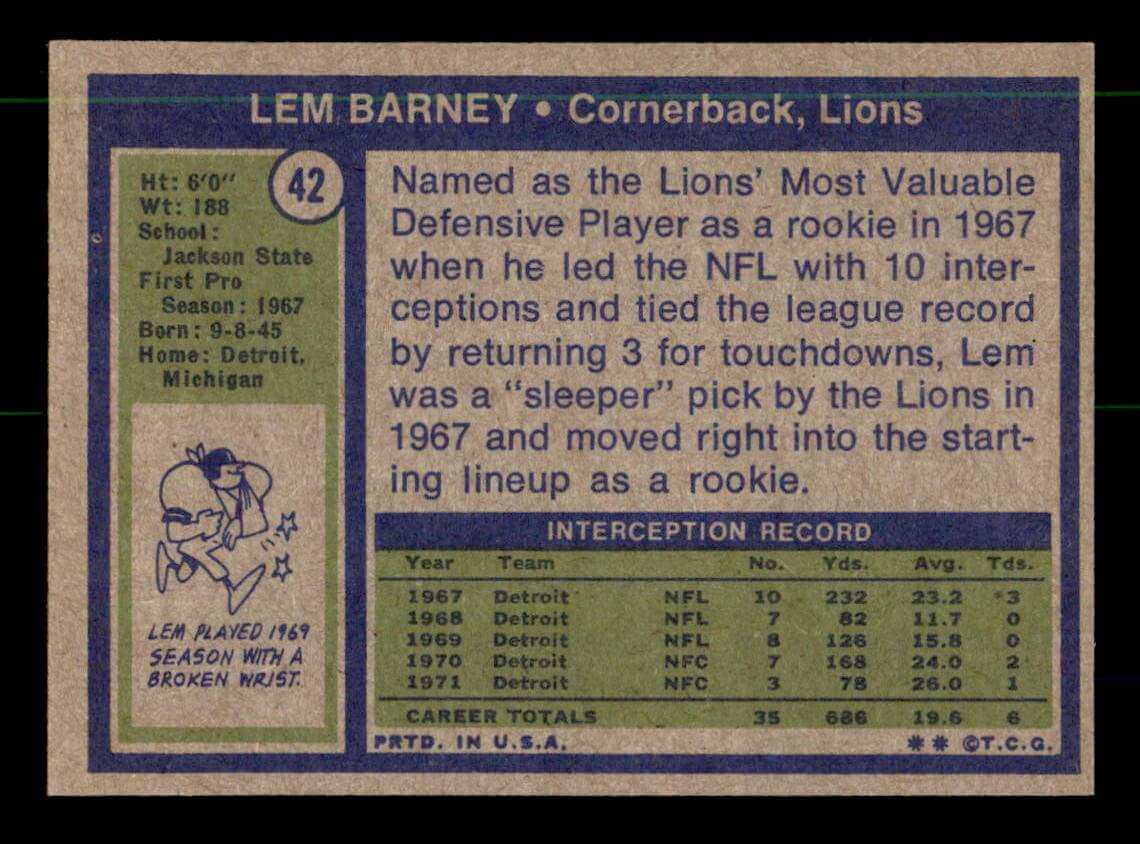 LEM BARNEY • Cornerback, Lions
42
Ht: 6'0"
Wt: 188
School:
Jackson State
First Pro
Season: 1967
Born: 9-8-45
Home: Detroit,
Michigan
LEM PLAYED 1969
SEASON WITH A
BROKEN WRIST.
Named as the Lions' Most Valuable
Defensive Player as a rookie in 1967
when he led the NFL with 10 inter-
ceptions and tied the league record
by returning 3 for touchdowns, Lem
was a "sleeper" pick by the Lions in
1967 and moved right into the start-
ing lineup as a rookie.
INTERCEPTION RECORD
Year Team No. Yds. Avg. Tds.
1967 Detroit NFL 10 232 23.2 *3
1968 Detroit NFL 7 82 11.7 0
1969 Detroit NFL 8 126 15.8 0
1970 Detroit NFC 7 168 24.0 2
1971 Detroit NFC 3 78 26.0 1
CAREER TOTALS 35 686 19.6 6
PRTD. IN U.S.A. * * ©T.C.G.